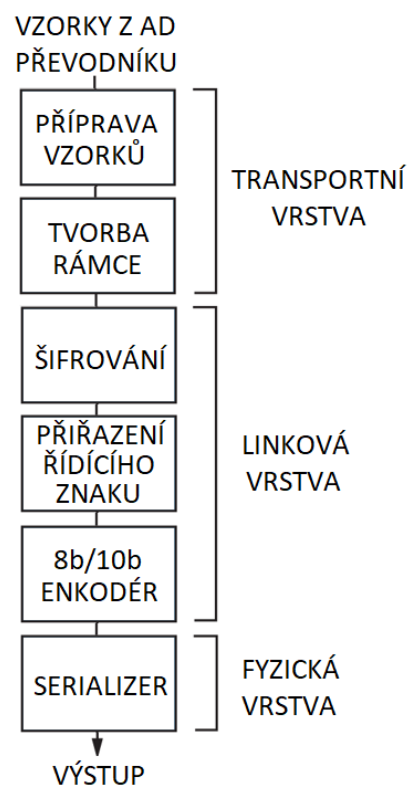 VZORKY Z AD
PŘEVODNÍKU
PŘÍPRAVA
VZORKŮ
TRANSPORTNÍ
VRSTVA
TVORBA
RÁMCE
ŠIFROVÁNÍ
PŘIŘAZENÍ
ŘÍDÍCÍHO
ZNAKU
LINKOVÁ
VRSTVA
8b/10b
ENKODÉR
SERIALIZER
FYZICKÁ
VRSTVA
VÝSTUP